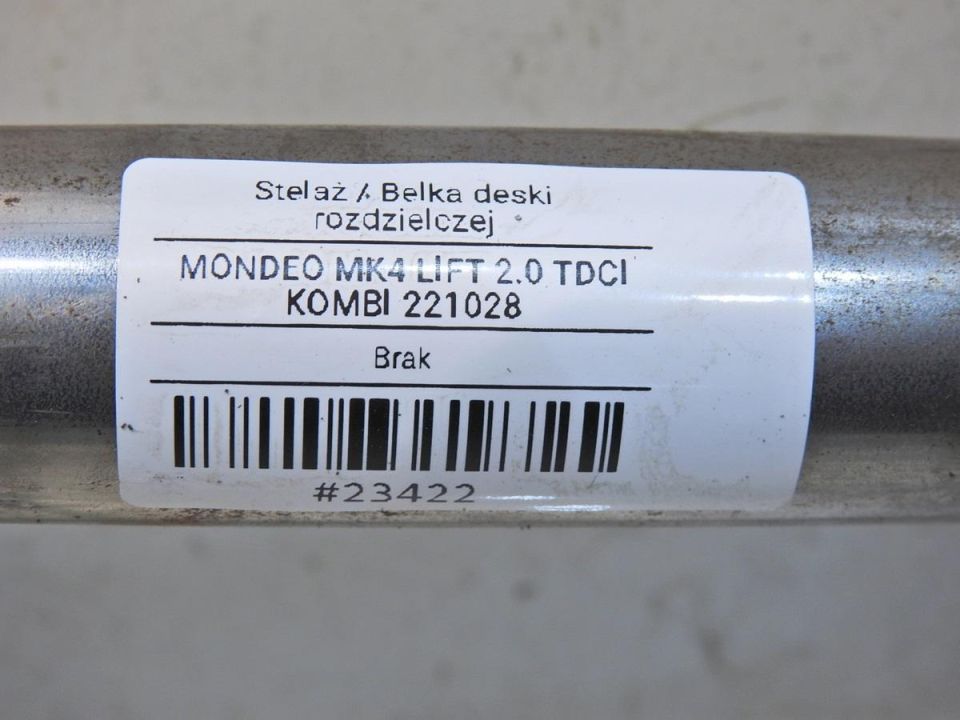 Stelaż / Belka deski
rozdzielczej
MONDEO MK4 LIFT 2.0 TDCI
KOMBI 221028
Brak
#23422